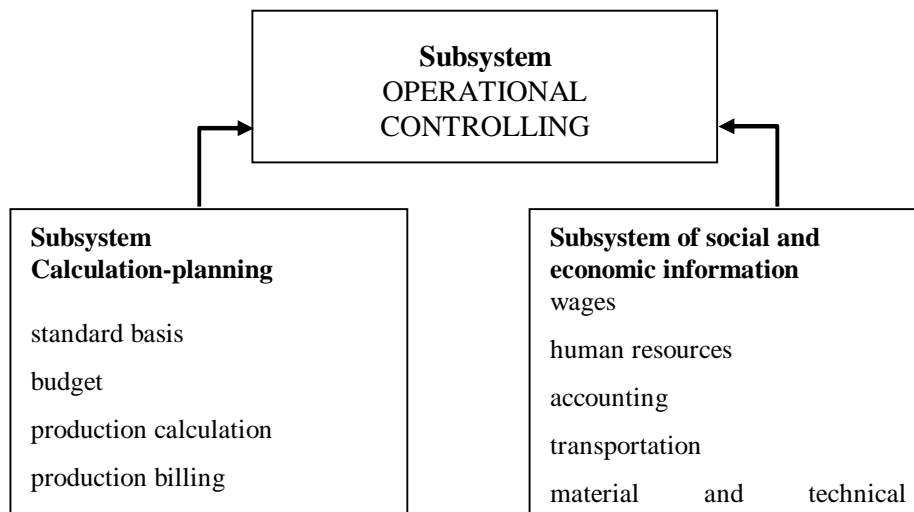 Subsystem
OPERATIONAL
CONTROLLING
Subsystem
Calculation-planning
standard basis
budget
production calculation
production billing
Subsystem of social and
economic information
wages
human resources
accounting
transportation
material and technical